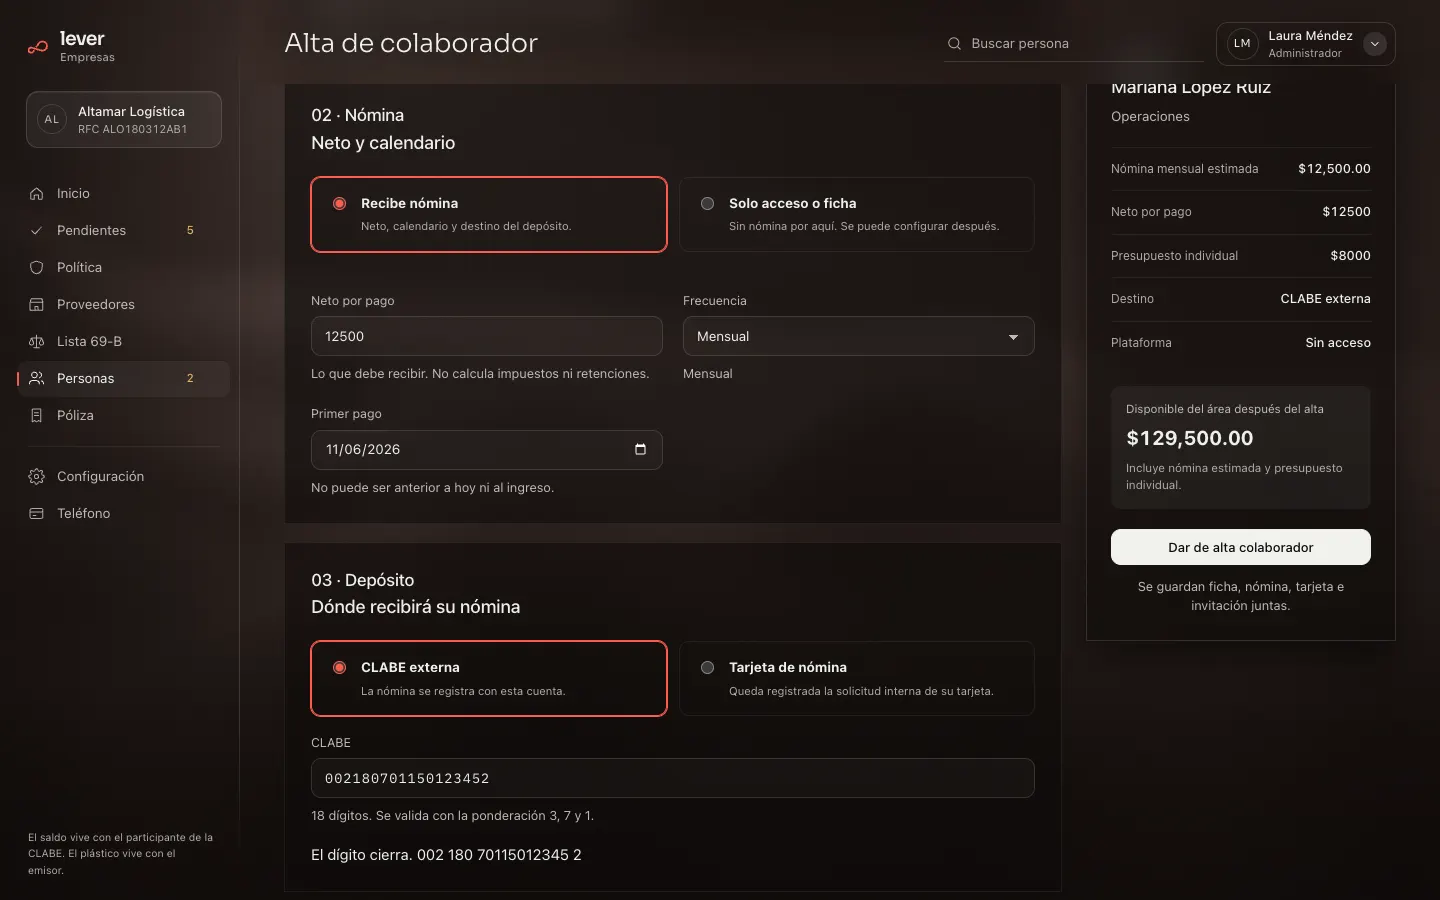 lever
Empresas
AL
Altamar Logística
RFC ALO180312AB1
Inicio
Pendientes 5
Política
Proveedores
Lista 69-B
Personas 2
Póliza
Configuración
Teléfono
El saldo vive con el participante de la
CLABE. El plástico vive con el
emisor.
Alta de colaborador
Buscar persona
LM
Laura Méndez
Administrador
02 · Nómina
Neto y calendario
Recibe nómina
Neto, calendario y destino del depósito.
Solo acceso o ficha
Sin nómina por aquí. Se puede configurar después.
Neto por pago
12500
Lo que debe recibir. No calcula impuestos ni retenciones.
Frecuencia
Mensual
Mensual
Primer pago
11/06/2026
No puede ser anterior a hoy ni al ingreso.
03 · Depósito
Dónde recibirá su nómina
CLABE externa
La nómina se registra con esta cuenta.
Tarjeta de nómina
Queda registrada la solicitud interna de su tarjeta.
CLABE
002180701150123452
18 dígitos. Se valida con la ponderación 3, 7 y 1.
El dígito cierra. 002 180 70115012345 2
Mariana López Ruiz
Operaciones
Nómina mensual estimada $12,500.00
Neto por pago $12500
Presupuesto individual $8000
Destino CLABE externa
Plataforma Sin acceso
Disponible del área después del alta
$129,500.00
Incluye nómina estimada y presupuesto
individual.
Dar de alta colaborador
Se guardan ficha, nómina, tarjeta e
invitación juntas.